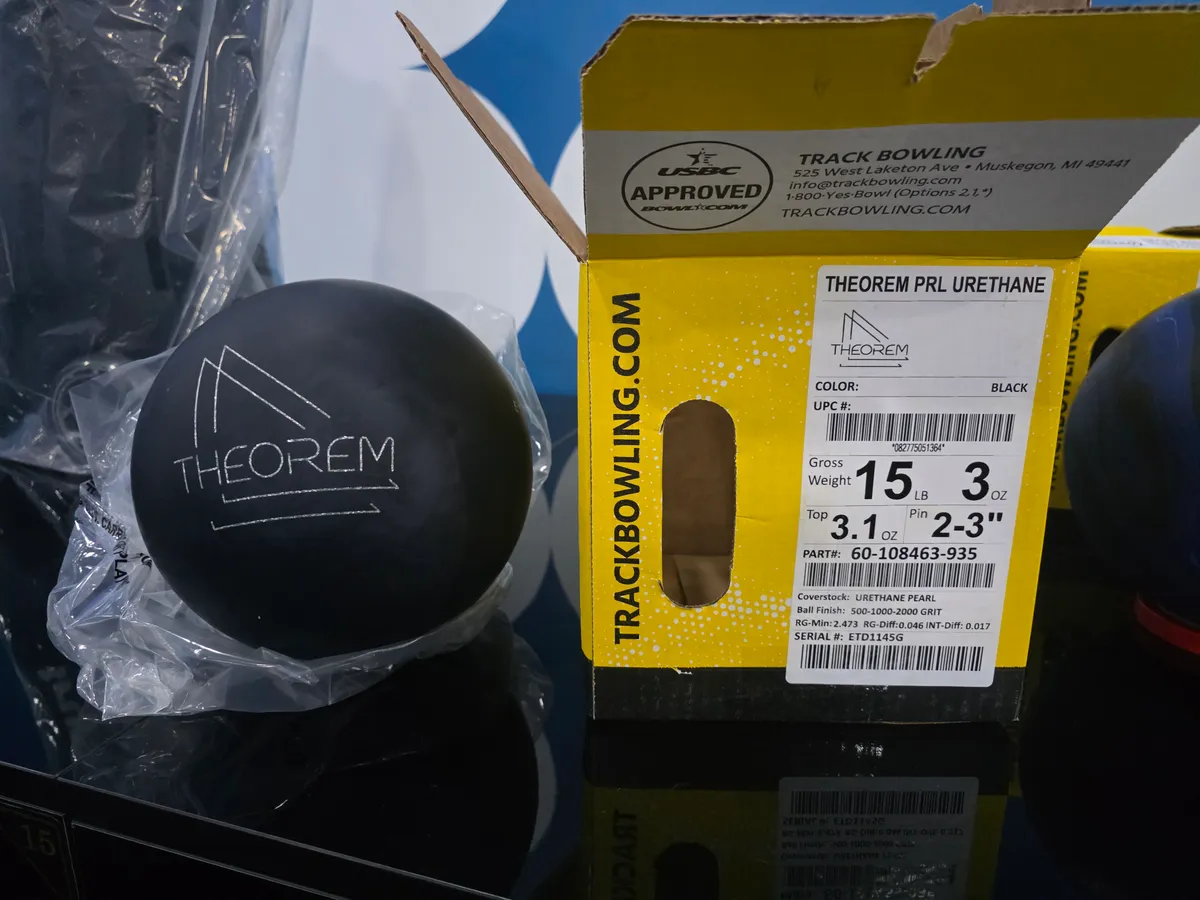 THEOREM
USBC
APPROVED
BOWL.COM
TRACK BOWLING
525 West Laketon Ave • Muskegon, MI 49441
info@trackbowling.com
1-800-Yes-Bowl (Options 2,1,*)
TRACKBOWLING.COM
TRACKBOWLING.COM
THEOREM PRL URETHANE
THEOREM
COLOR: BLACK
UPC #:
*082775051364*
Gross Weight 15 LB 3 OZ
Top 3.1 OZ Pin 2-3"
PART#: 60-108463-935
Coverstock: URETHANE PEARL
Ball Finish: 500-1000-2000 GRIT
RG-Min: 2.473 RG-Diff:0.046 INT-Diff: 0.017
SERIAL #: ETD1145G
15